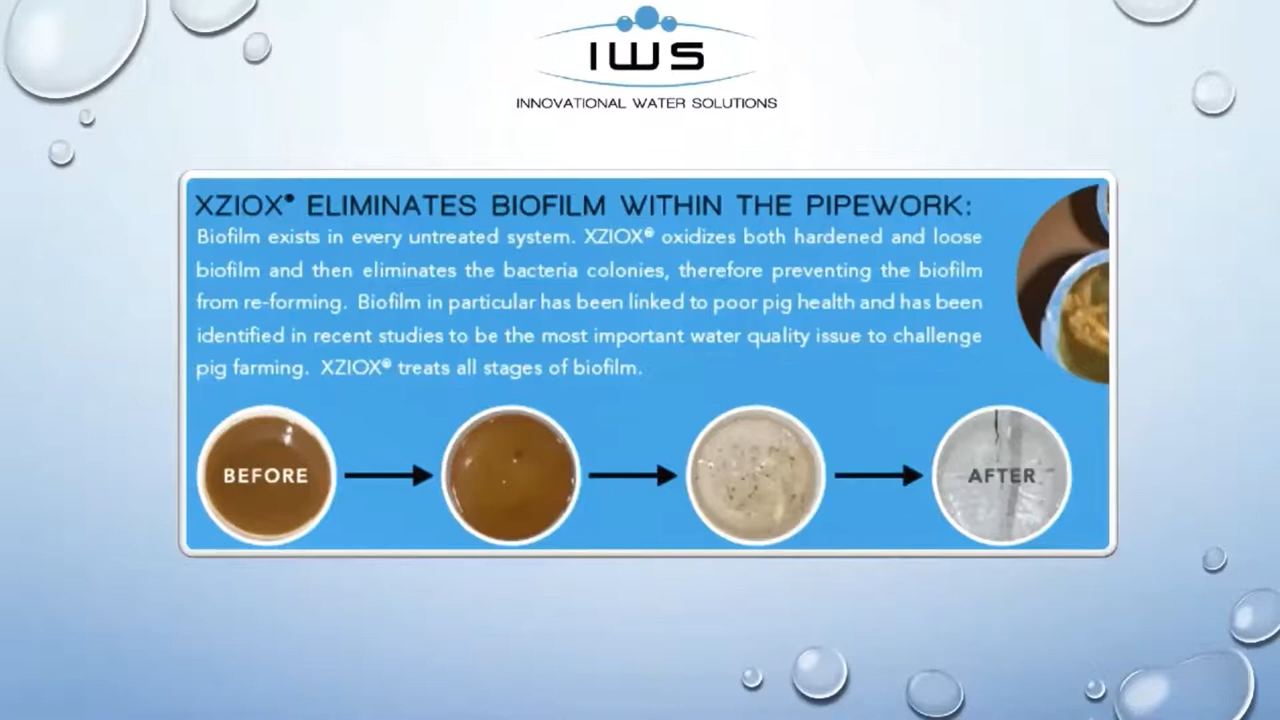 IWS
INNOVATIONAL WATER SOLUTIONS
XZIOX® ELIMINATES BIOFILM WITHIN THE PIPEWORK:
Biofilm exists in every untreated system. XZIOX® oxidizes both hardened and loose
biofilm and then eliminates the bacteria colonies, therefore preventing the biofilm
from re-forming. Biofilm in particular has been linked to poor pig health and has been
identified in recent studies to be the most important water quality issue to challenge
pig farming. XZIOX® treats all stages of biofilm.
BEFORE
AFTER